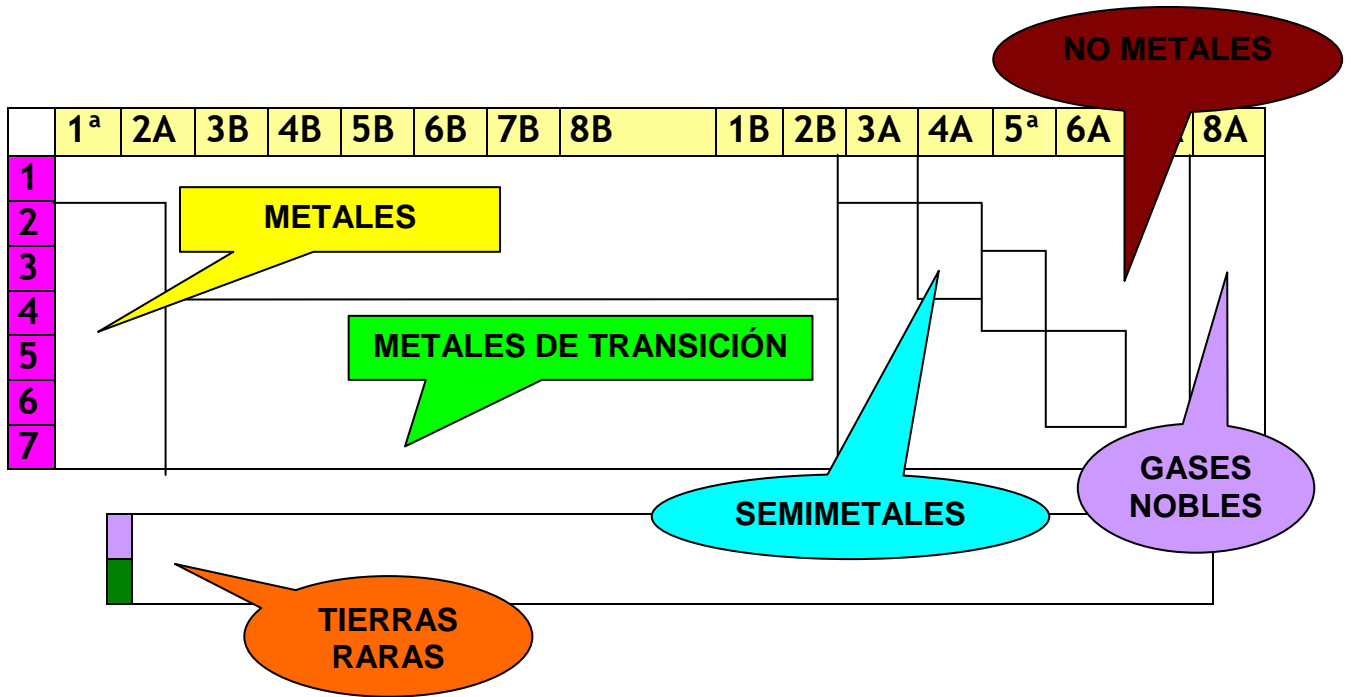 NO METALES
1ª 2A 3B 4B 5B 6B 7B 8B 1B 2B 3A 4A 5ª 6A 8A
1
2
METALES
3
4
METALES DE TRANSICIÓN
5
6
7
GASES
NOBLES
SEMIMETALES
TIERRAS
RARAS